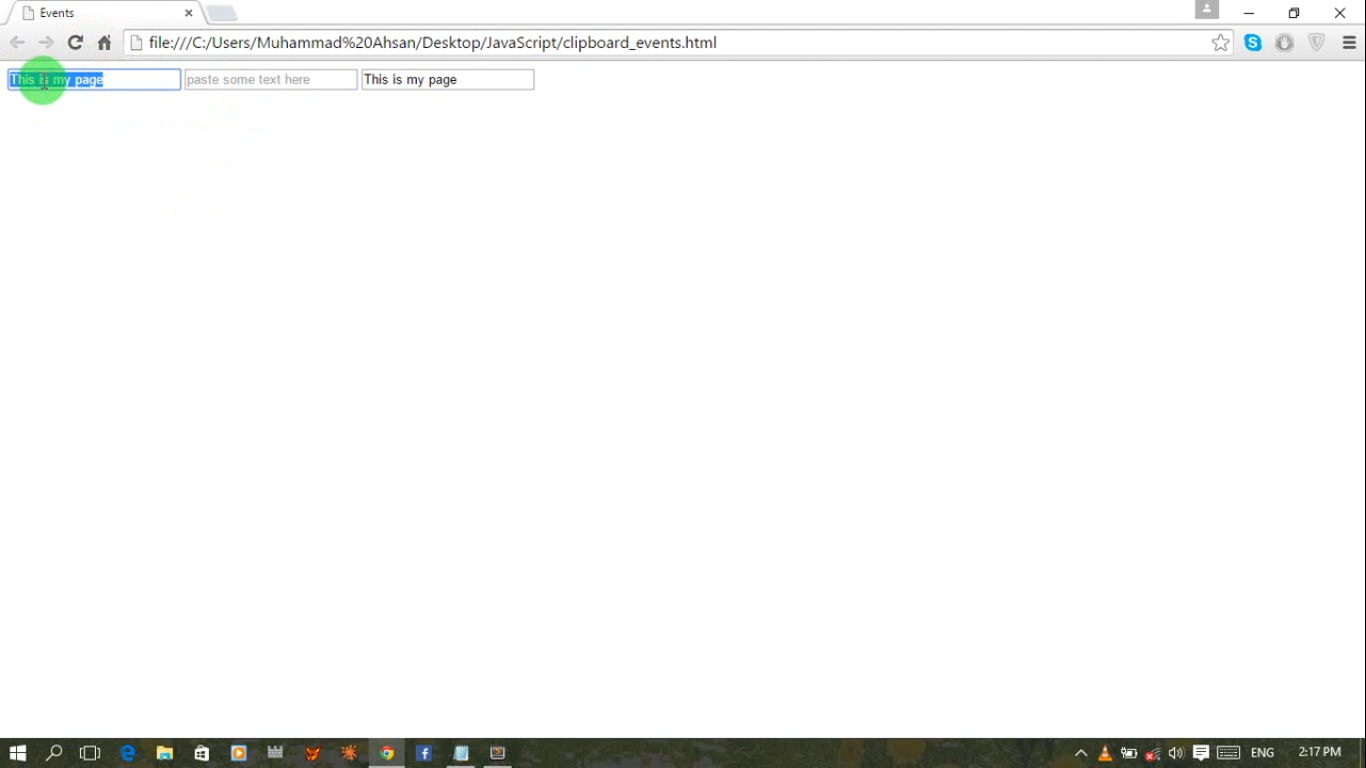 Events
file:///C:/Users/Muhammad%20Ahsan/Desktop/JavaScript/clipboard_events.html
This is my page paste some text here This is my page
ENG 2:17 PM